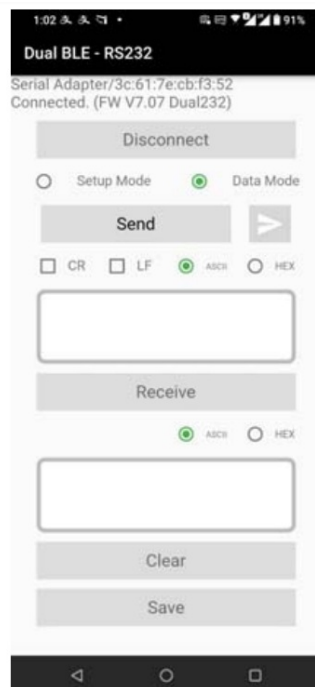 1:02 91%
Dual BLE - RS232
Serial Adapter/3c:61:7e:cb:f3:52
Connected. (FW V7.07 Dual232)
Disconnect
Setup Mode Data Mode
Send
CR LF ASCII HEX
Receive
ASCII HEX
Clear
Save